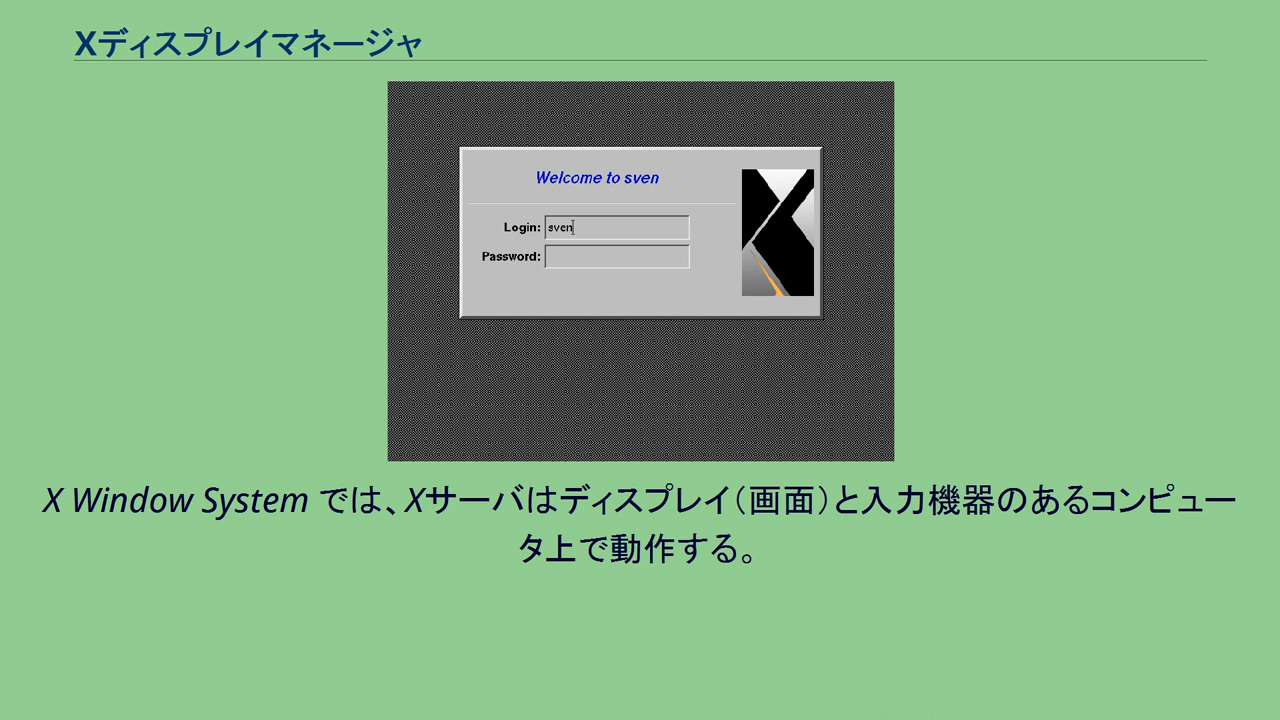 Xディスプレイマネージャ
Welcome to sven
Login: sven
Password:
X Window System では、Xサーバはディスプレイ（画面）と入力機器のあるコンピュー
タ上で動作する。